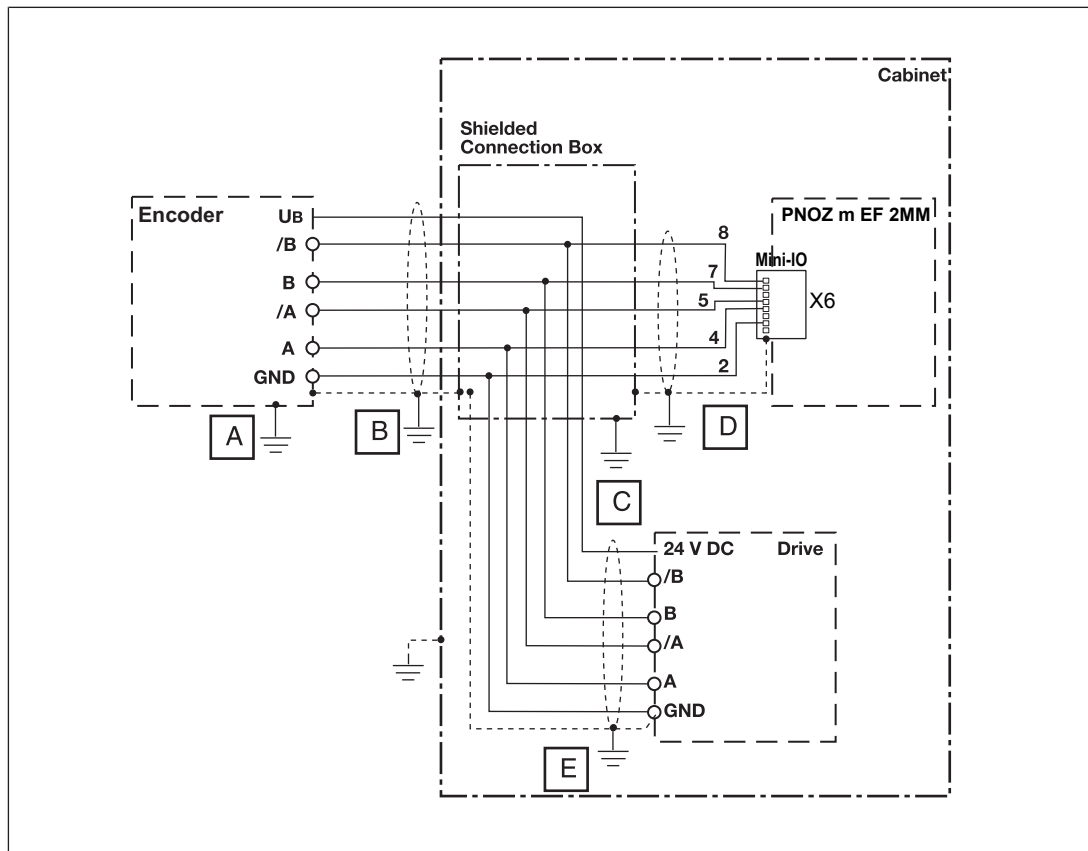 Cabinet
Shielded
Connection Box
Encoder
UB
/B
B
/A
A
GND
PNOZ m EF 2MM
Mini-IO
X6
8
7
5
4
2
A
B
D
C
24 V DC
Drive
/B
B
/A
A
GND
E